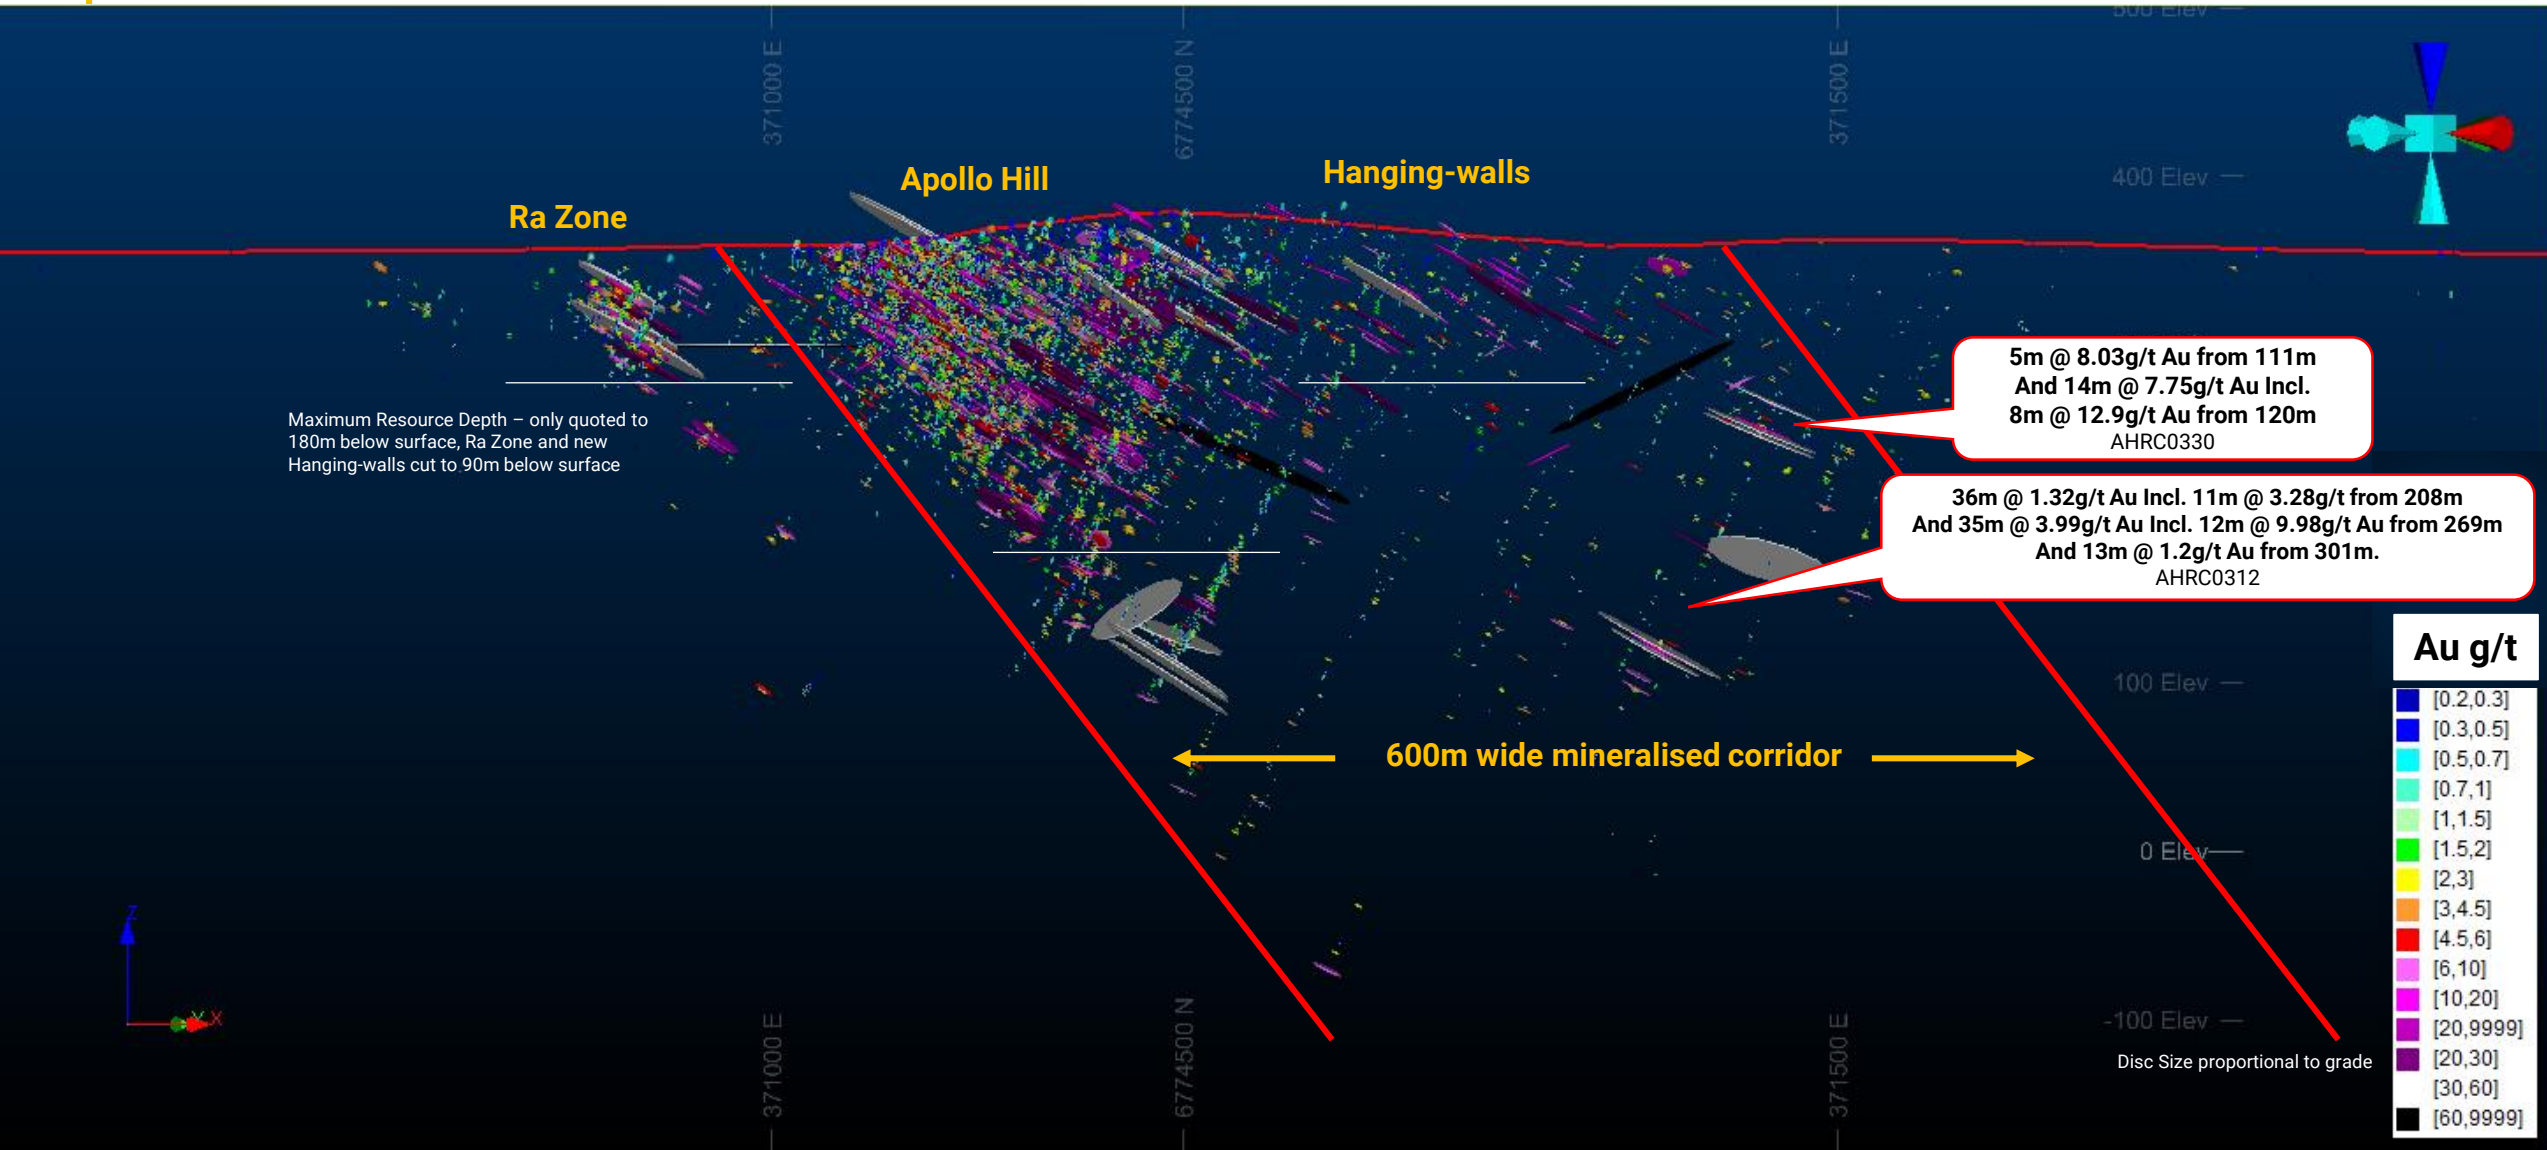 500 Elev
371000 E
6774500 N
371500 E
400 Elev
Hanging-walls
Apollo Hill
Ra Zone
5m @ 8.03g/t Au from 111m
And 14m @ 7.75g/t Au Incl.
8m @ 12.9g/t Au from 120m
AHRC0330
Maximum Resource Depth – only quoted to
180m below surface, Ra Zone and new
Hanging-walls cut to 90m below surface
36m @ 1.32g/t Au Incl. 11m @ 3.28g/t from 208m
And 35m @ 3.99g/t Au Incl. 12m @ 9.98g/t Au from 269m
And 13m @ 1.2g/t Au from 301m.
AHRC0312
Au g/t
100 Elev
[0.2,0.3]
[0.3,0.5]
[0.5,0.7]
[0.7,1]
[1,1.5]
[1.5,2]
[2,3]
[3,4.5]
[4.5,6]
[6,10]
[10,20]
[20,9999]
[20,30]
[30,60]
[60,9999]
600m wide mineralised corridor
0 Elev
Z
Y
X
-100 Elev
371000 E
6774500 N
371500 E
Disc Size proportional to grade